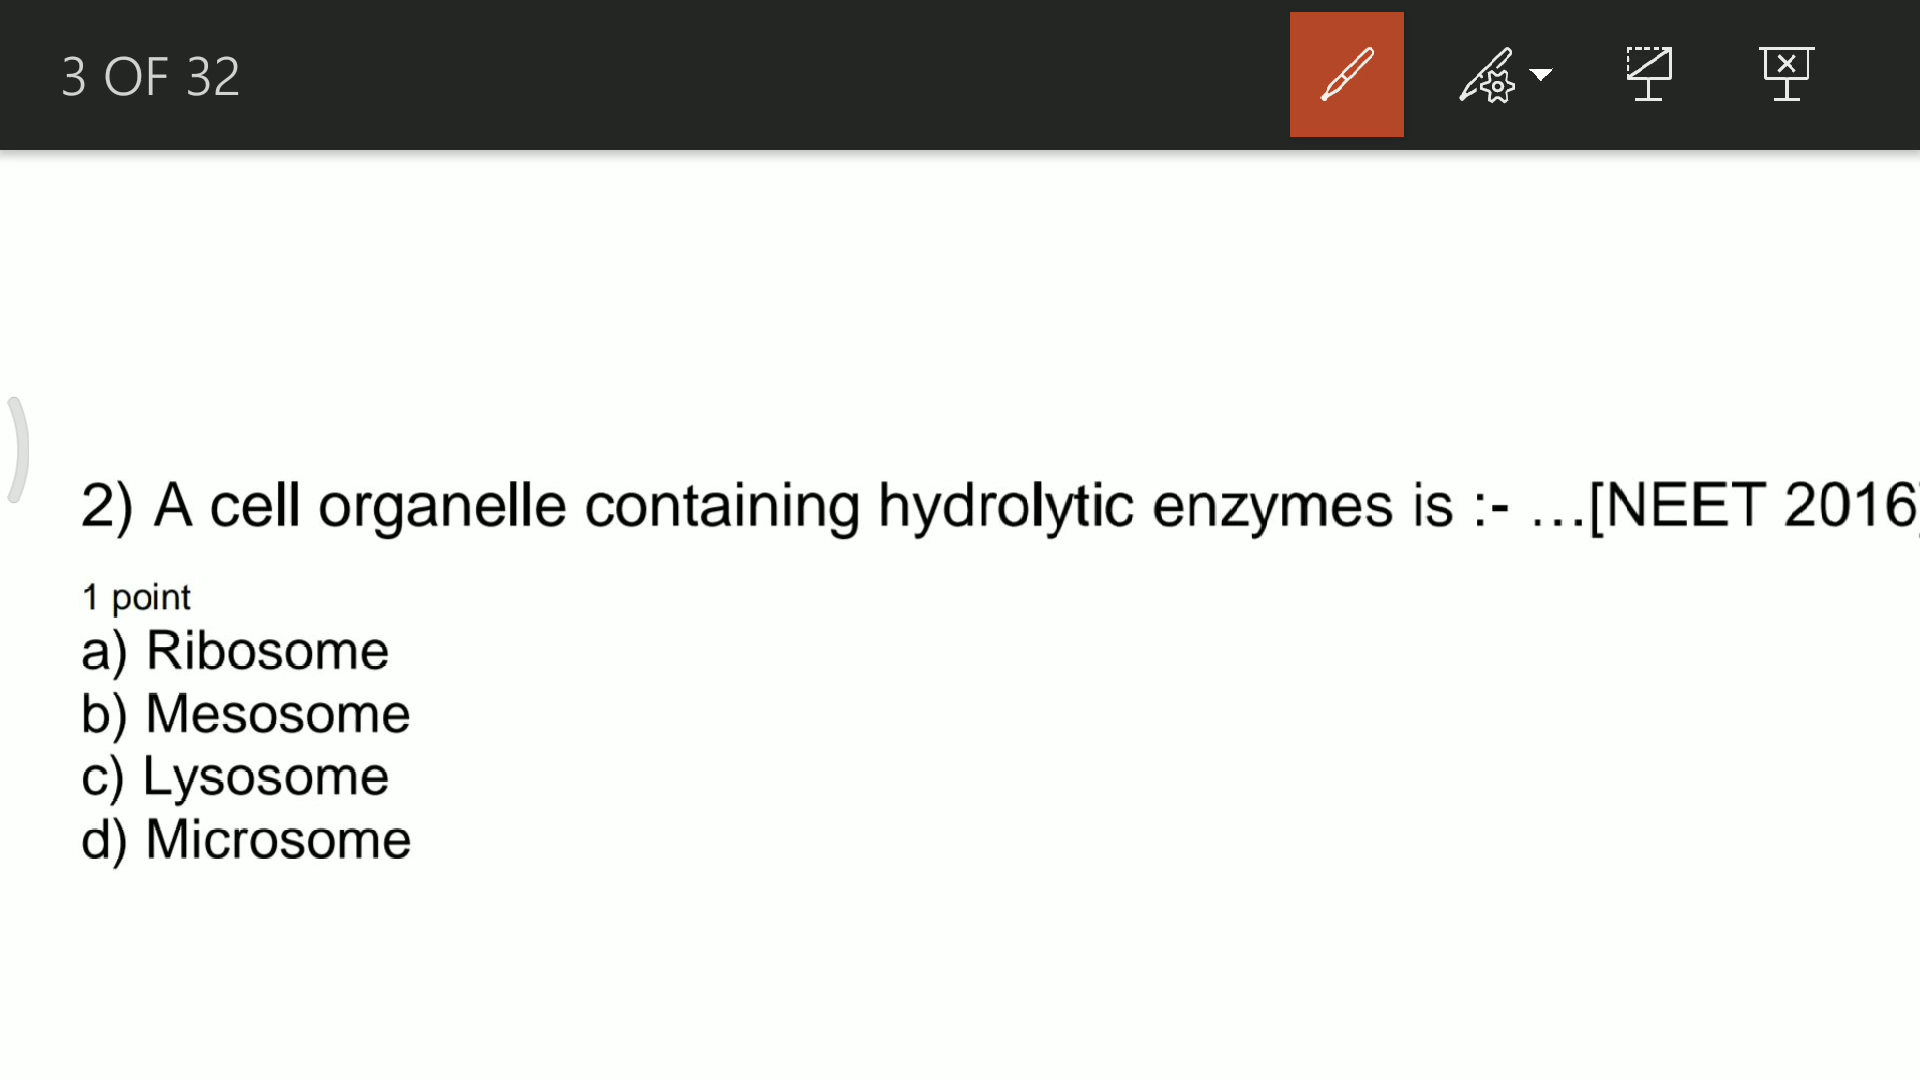 3 OF 32
2) A cell organelle containing hydrolytic enzymes is :- ...[NEET 2016]
1 point
a) Ribosome
b) Mesosome
c) Lysosome
d) Microsome